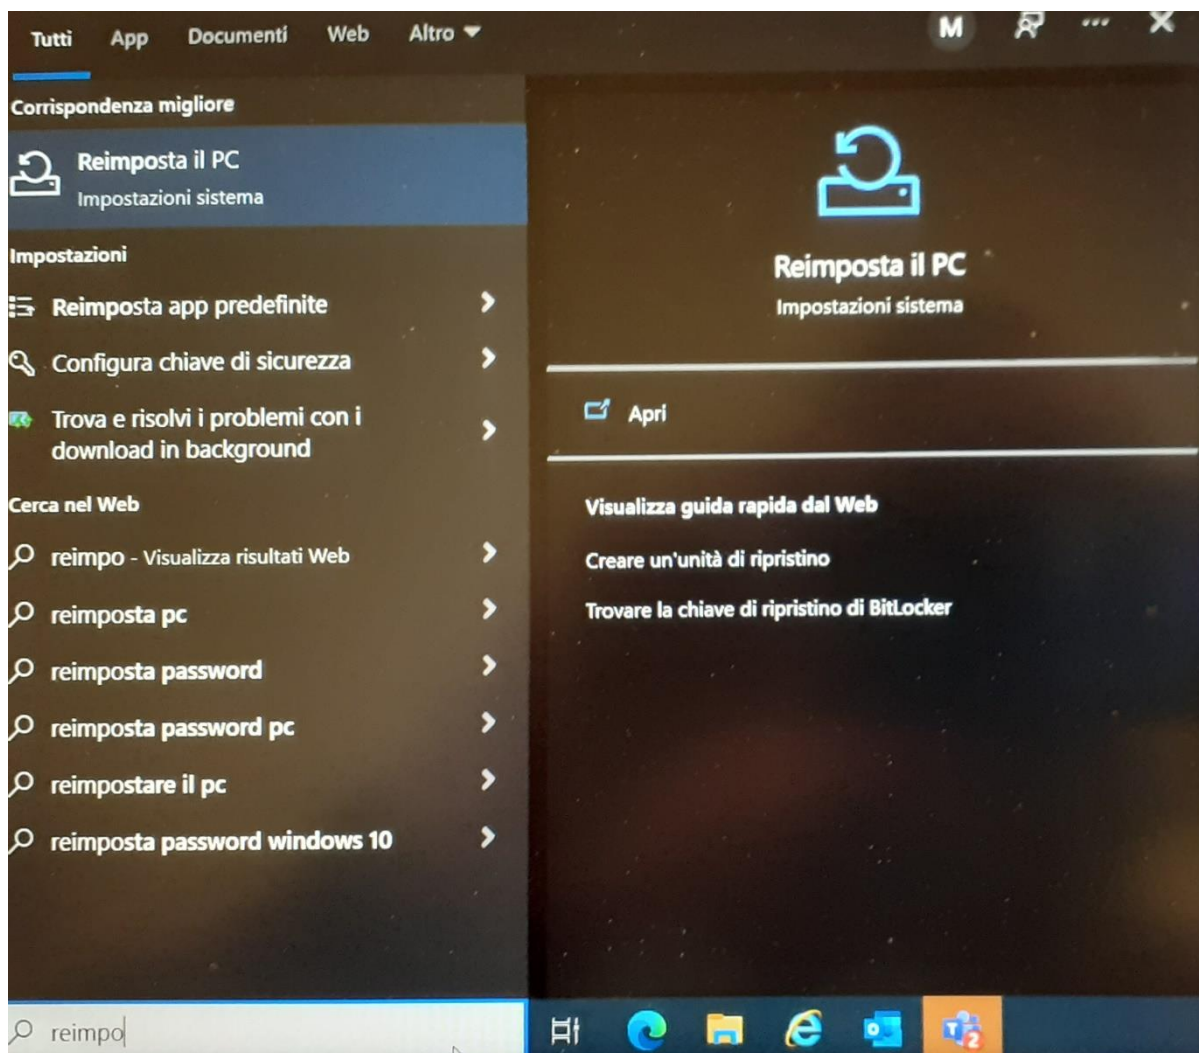 Tutti App Documenti Web Altro
M
Corrispondenza migliore
Reimposta il PC
Impostazioni sistema
Impostazioni
Reimposta app predefinite
Configura chiave di sicurezza
Trova e risolvi i problemi con i
download in background
Cerca nel Web
reimpo - Visualizza risultati Web
reimposta pc
reimposta password
reimposta password pc
reimpostare il pc
reimposta password windows 10
Reimposta il PC
Impostazioni sistema
Apri
Visualizza guida rapida dal Web
Creare un'unità di ripristino
Trovare la chiave di ripristino di BitLocker
reimpo
T 2